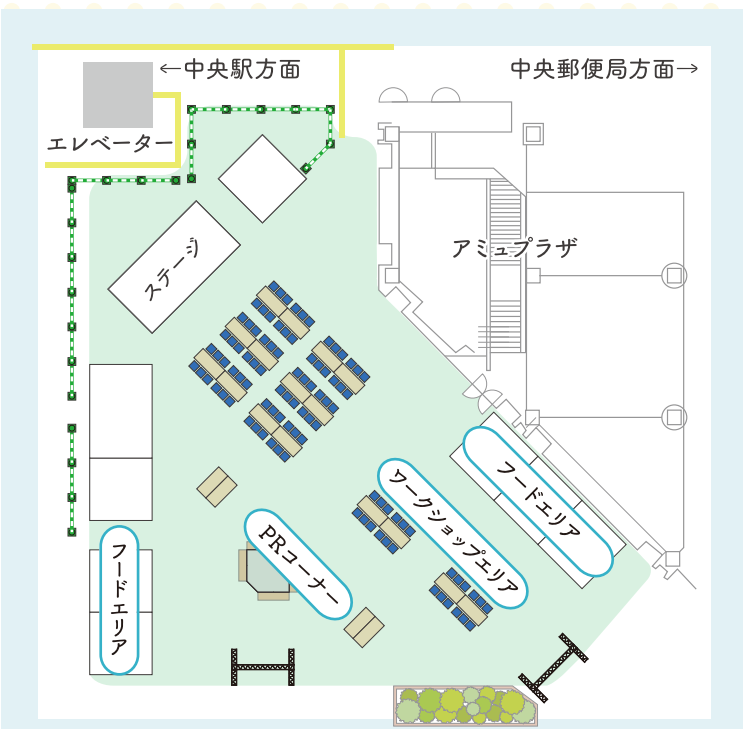 ←中央駅方面
中央郵便局方面→
エレベーター
ステージ
アミュプラザ
フードエリア
ワークショップエリア
PRコーナー
フードエリア